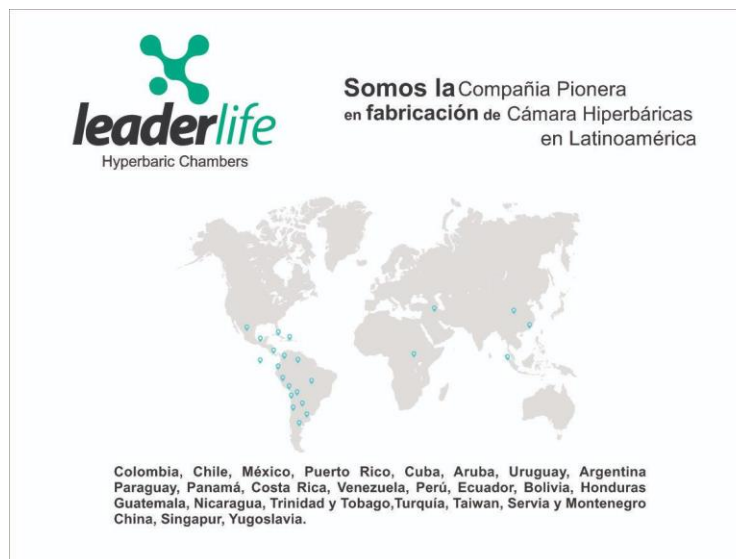 leaderlife
Hyperbaric Chambers
Somos la Compañia Pionera
en fabricación de Cámara Hiperbáricas
en Latinoamérica
Colombia, Chile, México, Puerto Rico, Cuba, Aruba, Uruguay, Argentina
Paraguay, Panamá, Costa Rica, Venezuela, Perú, Ecuador, Bolivia, Honduras
Guatemala, Nicaragua, Trinidad y Tobago,Turquía, Taiwan, Servia y Montenegro
China, Singapur, Yugoslavia.